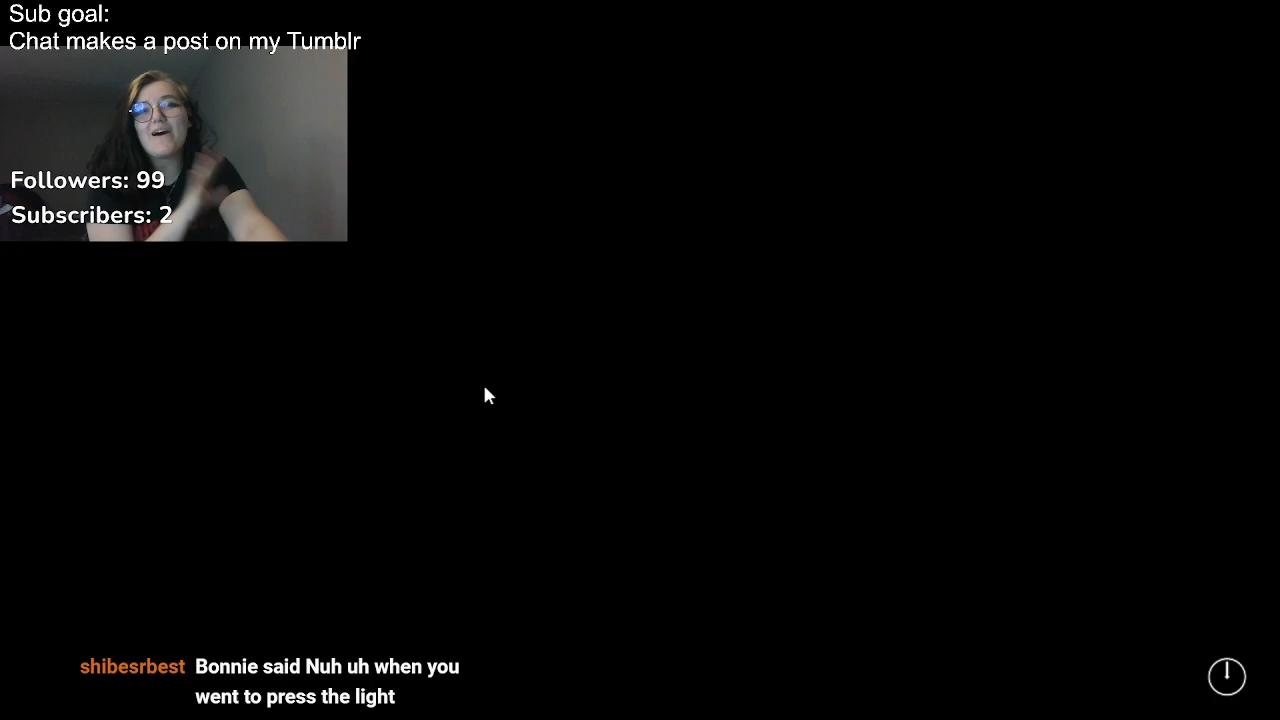 Sub goal:
Chat makes a post on my Tumblr
Followers: 99
Subscribers: 2
shibesrbest Bonnie said Nuh uh when you
went to press the light